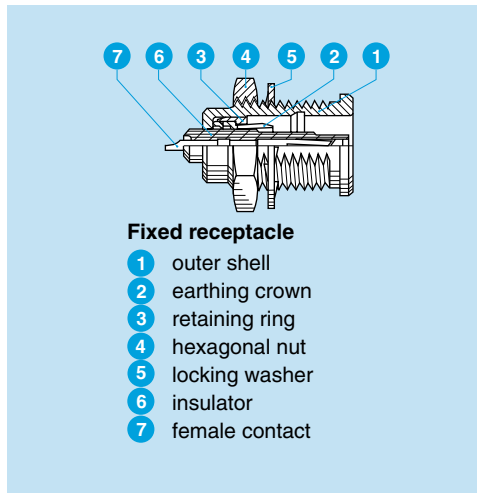 7 6 3 4 5 2 1
Fixed receptacle
1 outer shell
2 earthing crown
3 retaining ring
4 hexagonal nut
5 locking washer
6 insulator
7 female contact